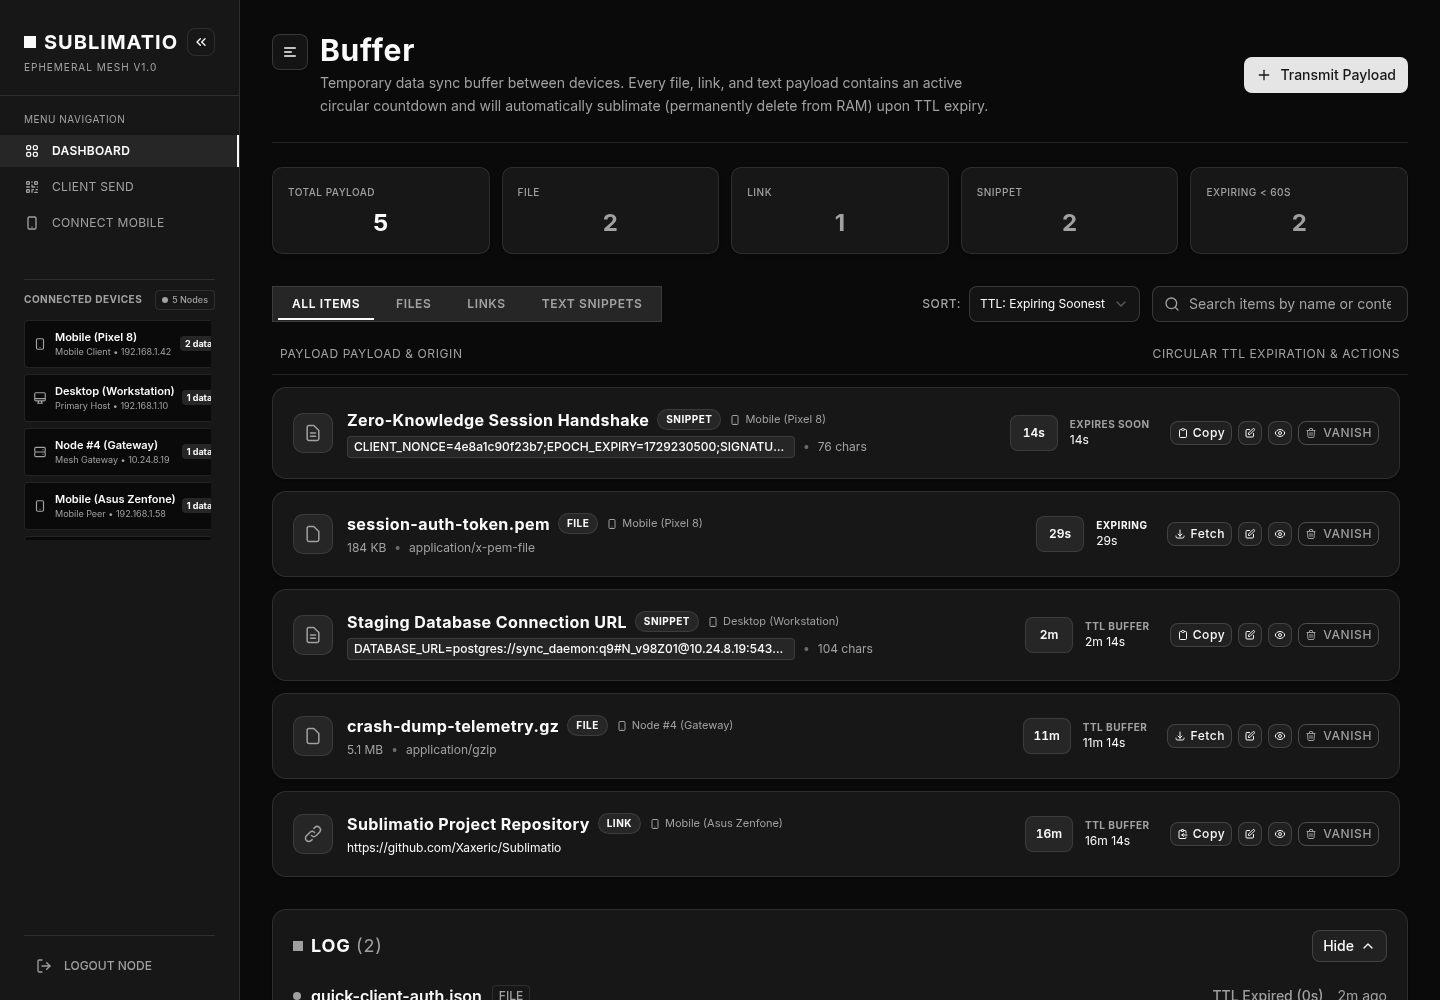 SUBLIMATIO
EPHEMERAL MESH V1.0
MENU NAVIGATION
DASHBOARD
CLIENT SEND
CONNECT MOBILE
CONNECTED DEVICES 5 Nodes
Mobile (Pixel 8)
Mobile Client • 192.168.1.42
2 data
Desktop (Workstation)
Primary Host • 192.168.1.10
1 data
Node #4 (Gateway)
Mesh Gateway • 10.24.8.19
1 data
Mobile (Asus Zenfone)
Mobile Peer • 192.168.1.58
1 data
LOGOUT NODE
Buffer
Temporary data sync buffer between devices. Every file, link, and text payload contains an active
circular countdown and will automatically sublimate (permanently delete from RAM) upon TTL expiry.
Transmit Payload
TOTAL PAYLOAD
5
FILE
2
LINK
1
SNIPPET
2
EXPIRING < 60S
2
ALL ITEMS FILES LINKS TEXT SNIPPETS
SORT: TTL: Expiring Soonest
Search items by name or conte
PAYLOAD PAYLOAD & ORIGIN CIRCULAR TTL EXPIRATION & ACTIONS
Zero-Knowledge Session Handshake SNIPPET Mobile (Pixel 8)
CLIENT_NONCE=4e8a1c90f23b7;EPOCH_EXPIRY=1729230500;SIGNATU... • 76 chars
14s
EXPIRES SOON
14s
Copy VANISH
session-auth-token.pem FILE Mobile (Pixel 8)
184 KB • application/x-pem-file
29s
EXPIRING
29s
Fetch VANISH
Staging Database Connection URL SNIPPET Desktop (Workstation)
DATABASE_URL=postgres://sync_daemon:q9#N_v98Z01@10.24.8.19:543... • 104 chars
2m
TTL BUFFER
2m 14s
Copy VANISH
crash-dump-telemetry.gz FILE Node #4 (Gateway)
5.1 MB • application/gzip
11m
TTL BUFFER
11m 14s
Fetch VANISH
Sublimatio Project Repository LINK Mobile (Asus Zenfone)
https://github.com/Xaxeric/Sublimatio
16m
TTL BUFFER
16m 14s
Copy VANISH
LOG (2)
Hide
quick-client-auth.json FILE TTL Expired (0s) 2m ago